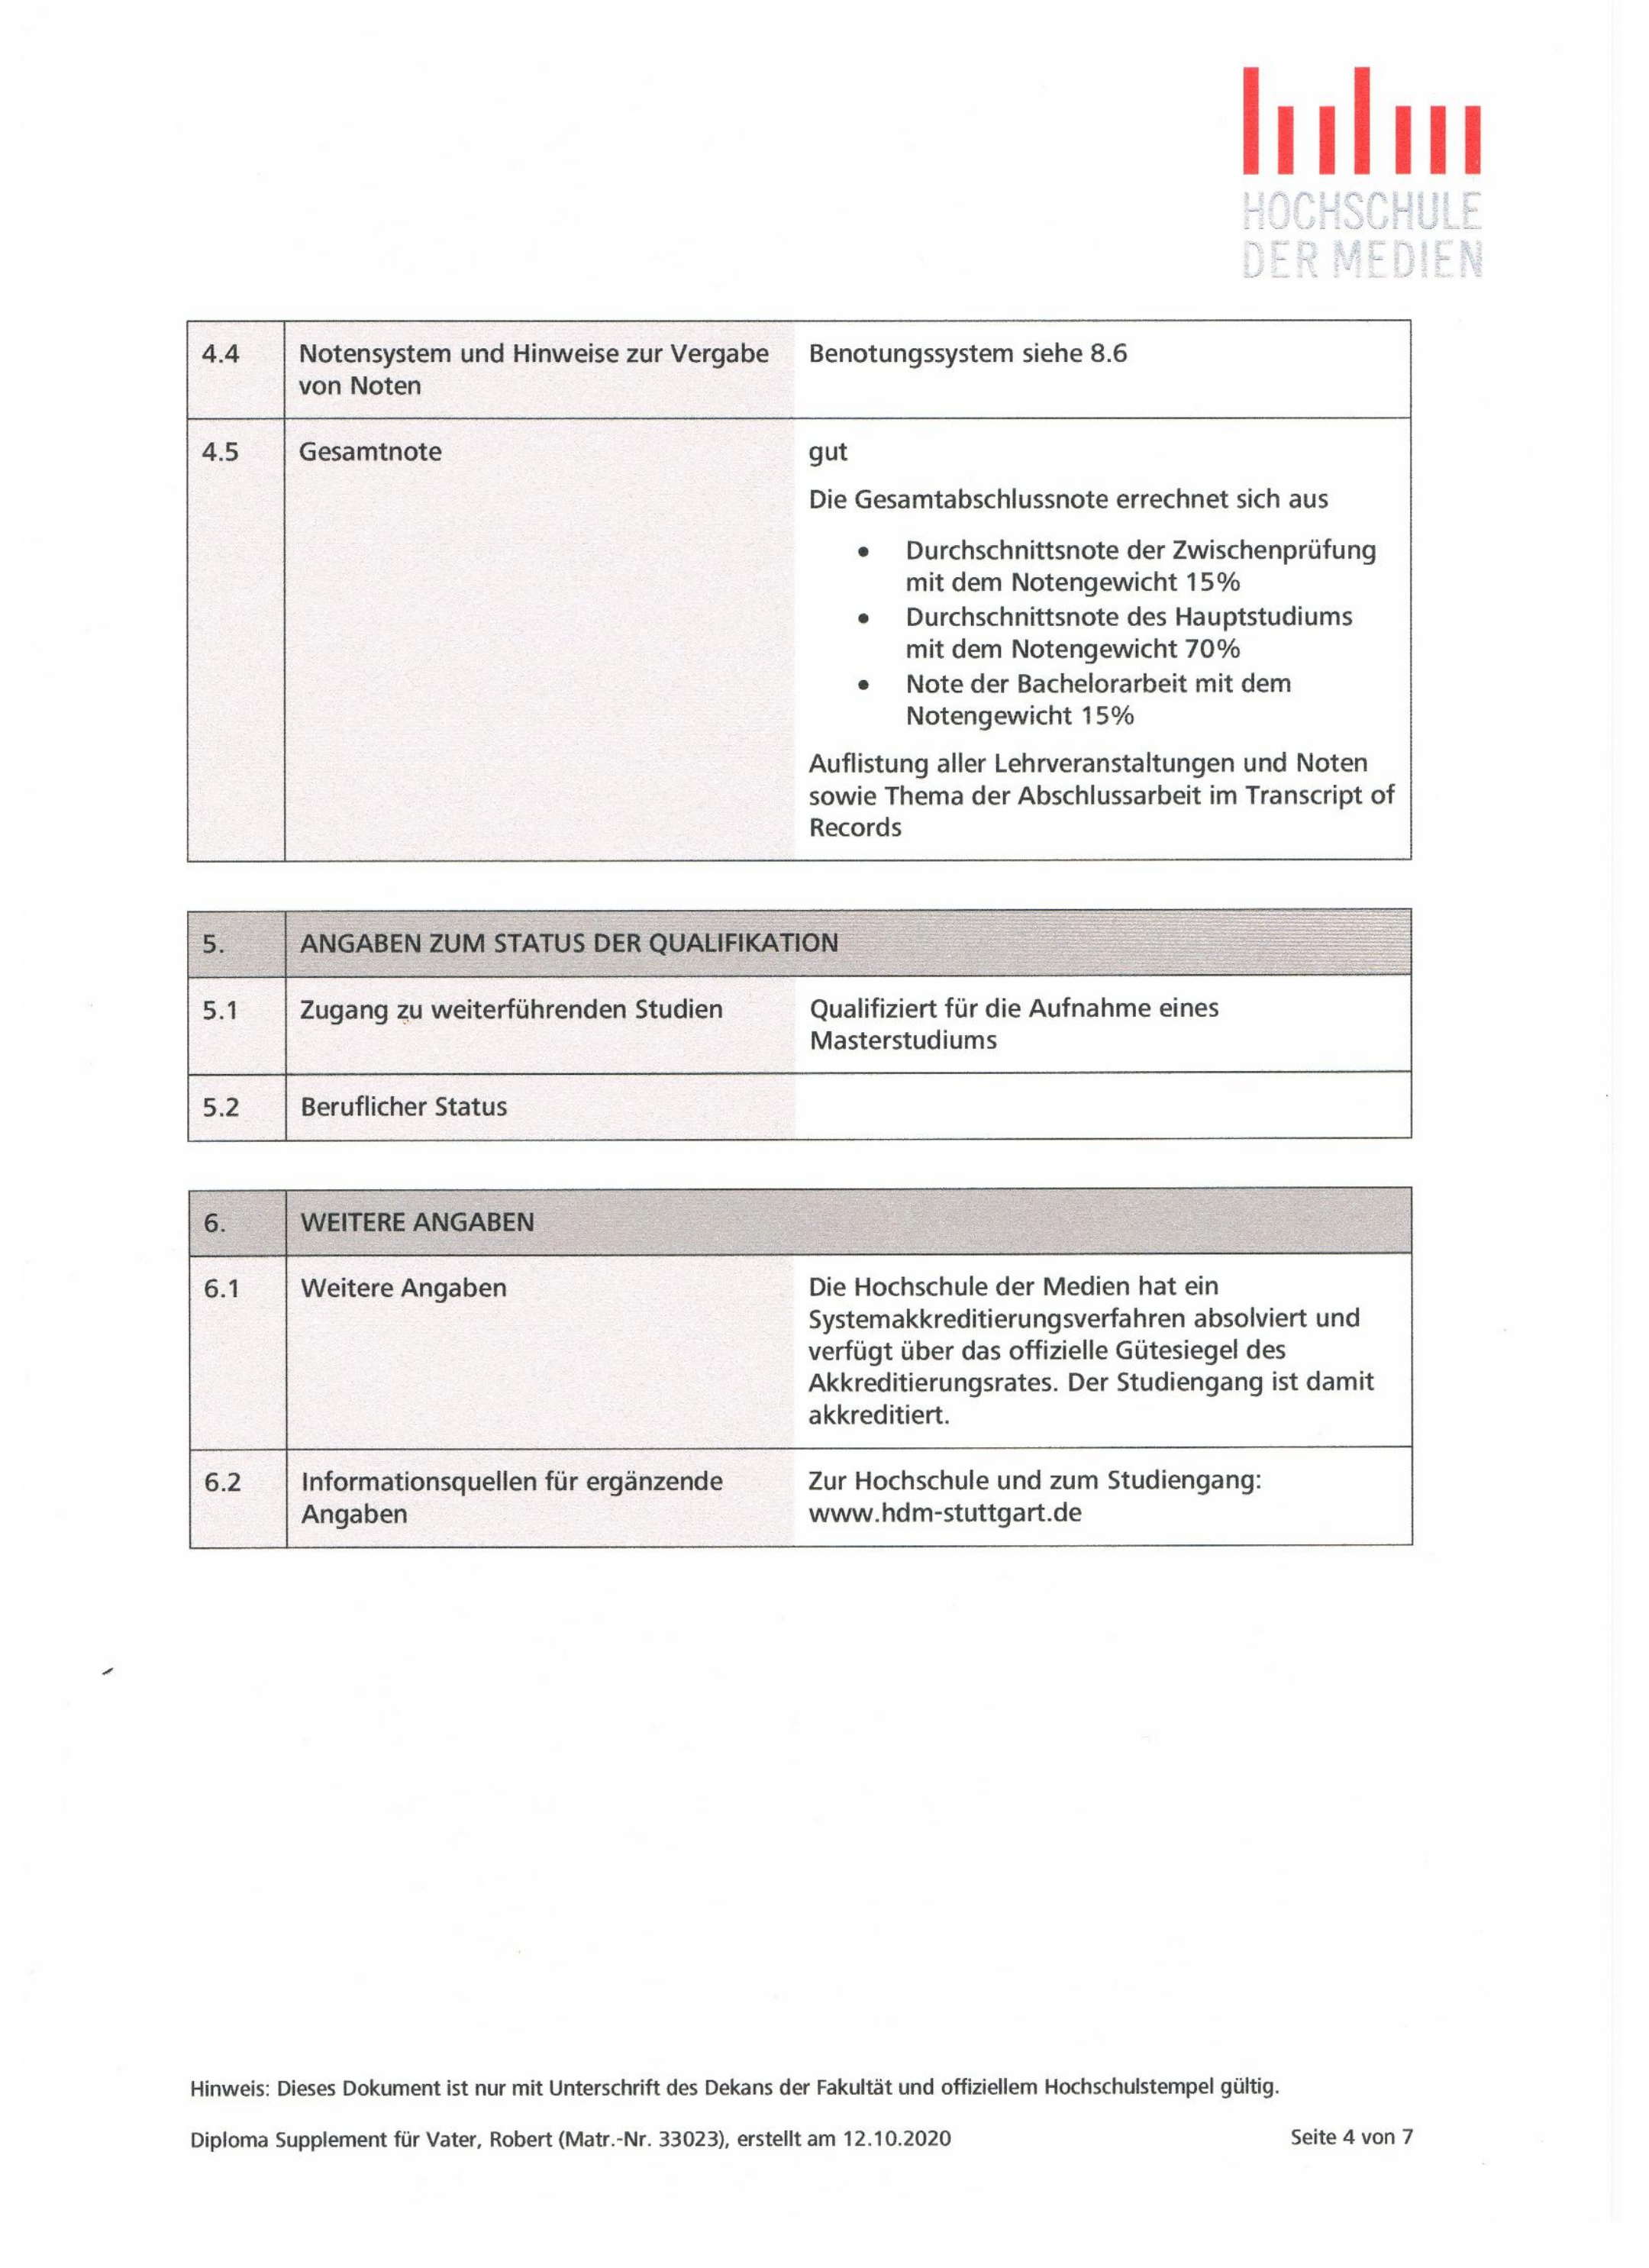 HOCHSCHULE
DER MEDIEN
4.4 Notensystem und Hinweise zur Vergabe von Noten Benotungssystem siehe 8.6
4.5 Gesamtnote gut
Die Gesamtabschlussnote errechnet sich aus
• Durchschnittsnote der Zwischenprüfung
mit dem Notengewicht 15%
• Durchschnittsnote des Hauptstudiums
mit dem Notengewicht 70%
• Note der Bachelorarbeit mit dem
Notengewicht 15%
Auflistung aller Lehrveranstaltungen und Noten
sowie Thema der Abschlussarbeit im Transcript of
Records
5. ANGABEN ZUM STATUS DER QUALIFIKATION
5.1 Zugang zu weiterführenden Studien Qualifiziert für die Aufnahme eines
Masterstudiums
5.2 Beruflicher Status
6. WEITERE ANGABEN
6.1 Weitere Angaben Die Hochschule der Medien hat ein
Systemakkreditierungsverfahren absolviert und
verfügt über das offizielle Gütesiegel des
Akkreditierungsrates. Der Studiengang ist damit
akkreditiert.
6.2 Informationsquellen für ergänzende
Angaben
Zur Hochschule und zum Studiengang:
www.hdm-stuttgart.de
Hinweis: Dieses Dokument ist nur mit Unterschrift des Dekans der Fakultät und offiziellem Hochschulstempel gültig.
Diploma Supplement für Vater, Robert (Matr.-Nr. 33023), erstellt am 12.10.2020 Seite 4 von 7